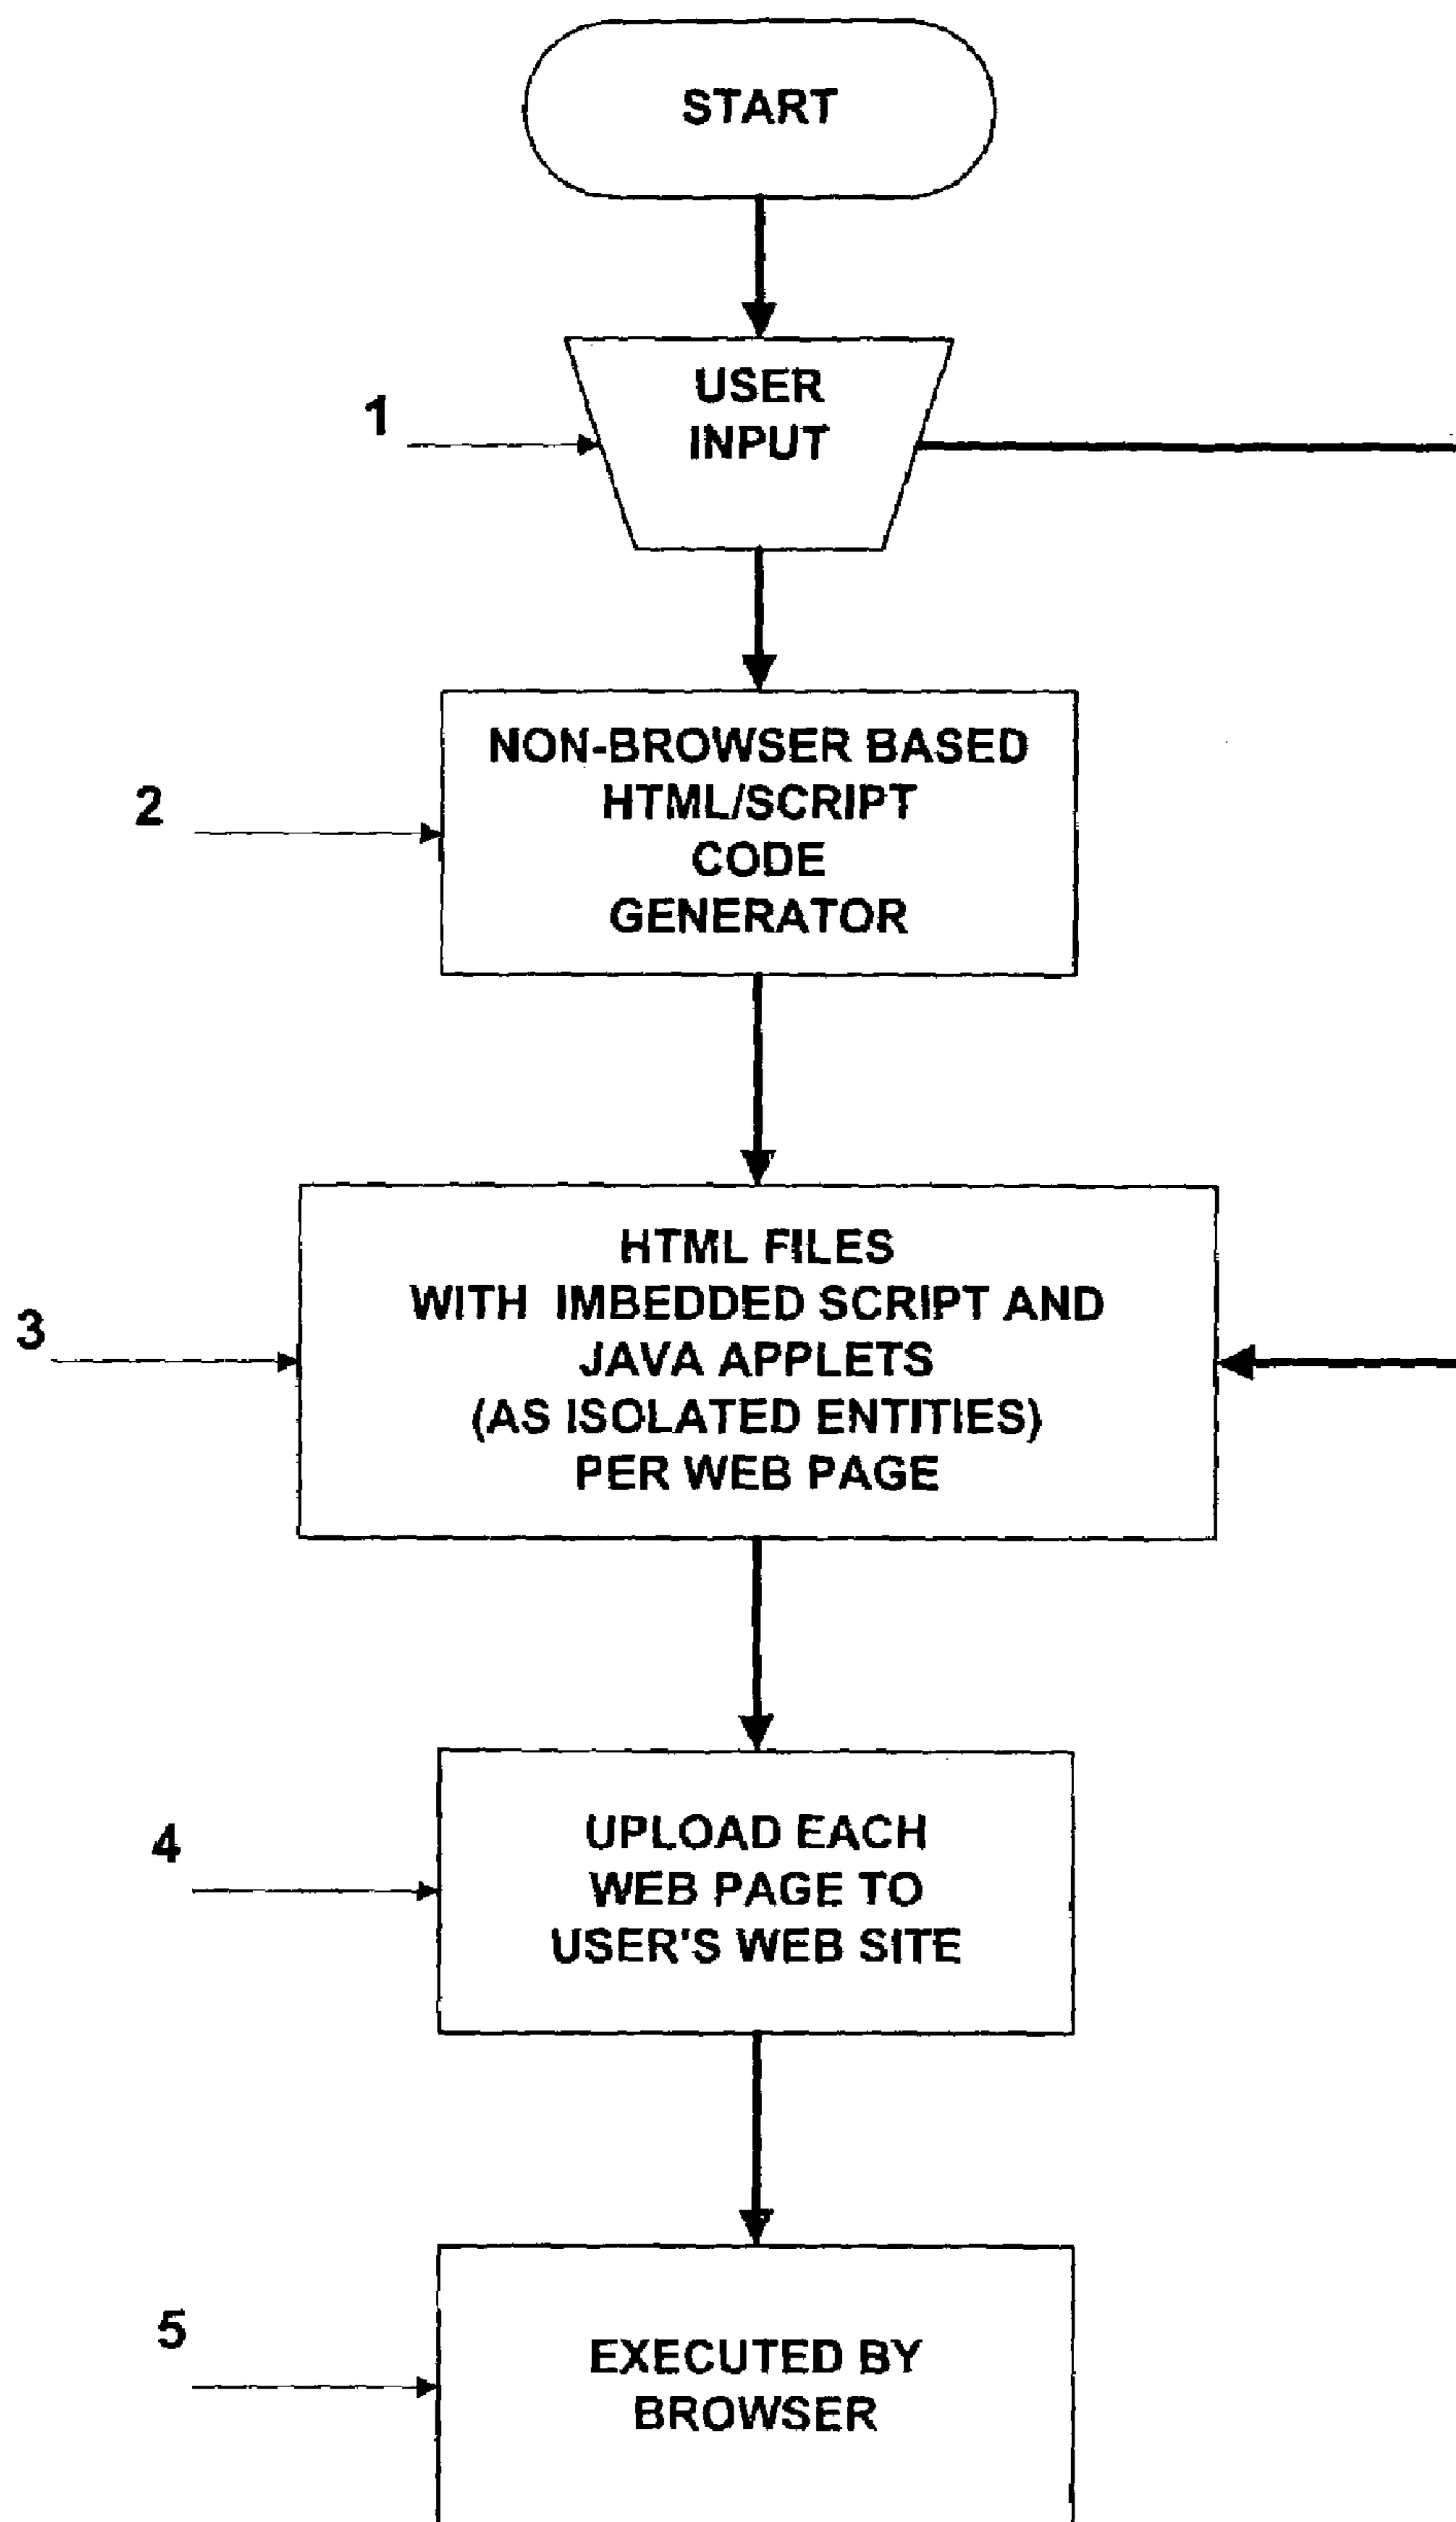 START
1
USER
INPUT
2
NON-BROWSER BASED
HTML/SCRIPT
CODE
GENERATOR
3
HTML FILES
WITH IMBEDDED SCRIPT AND
JAVA APPLETS
(AS ISOLATED ENTITIES)
PER WEB PAGE
4
UPLOAD EACH
WEB PAGE TO
USER'S WEB SITE
5
EXECUTED BY
BROWSER